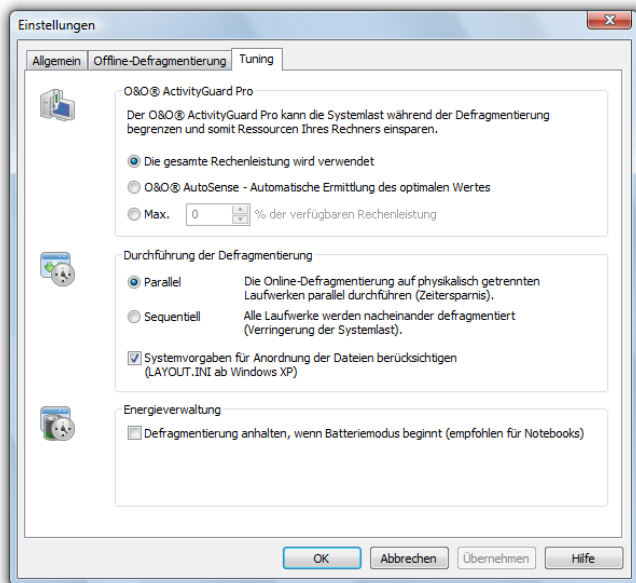 Einstellungen
Allgemein
Offline-Defragmentierung
Tuning
O&O® ActivityGuard Pro
Der O&O® ActivityGuard Pro kann die Systemlast während der Defragmentierung
begrenzen und somit Ressourcen Ihres Rechners einsparen.
Die gesamte Rechenleistung wird verwendet
O&O® AutoSense - Automatische Ermittlung des optimalen Wertes
Max. 0 % der verfügbaren Rechenleistung
Durchführung der Defragmentierung
Parallel Die Online-Defragmentierung auf physikalisch getrennten
Laufwerken parallel durchführen (Zeitersparnis).
Sequentiell Alle Laufwerke werden nacheinander defragmentiert
(Verringerung der Systemlast).
Systemvorgaben für Anordnung der Dateien berücksichtigen
(LAYOUT.INI ab Windows XP)
Energieverwaltung
Defragmentierung anhalten, wenn Batteriemodus beginnt (empfohlen für Notebooks)
OK Abbrechen Übernehmen Hilfe